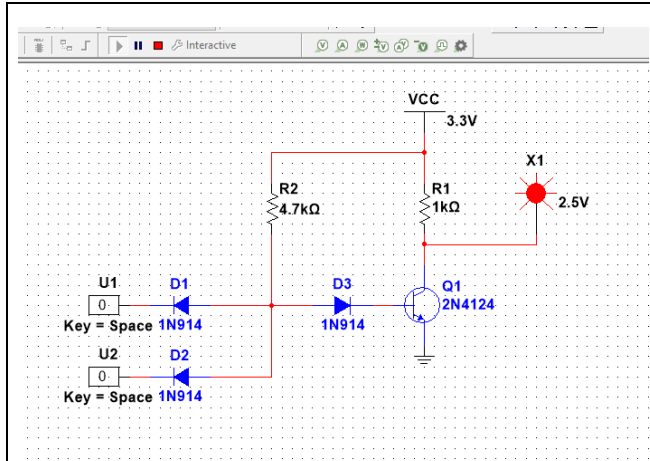 Interactive
VCC
3.3V
X1
R2
4.7kΩ
R1
1kΩ
2.5V
U1
D1
D3
Q1
0
2N4124
Key = Space
1N914
1N914
U2
D2
0
Key = Space
1N914